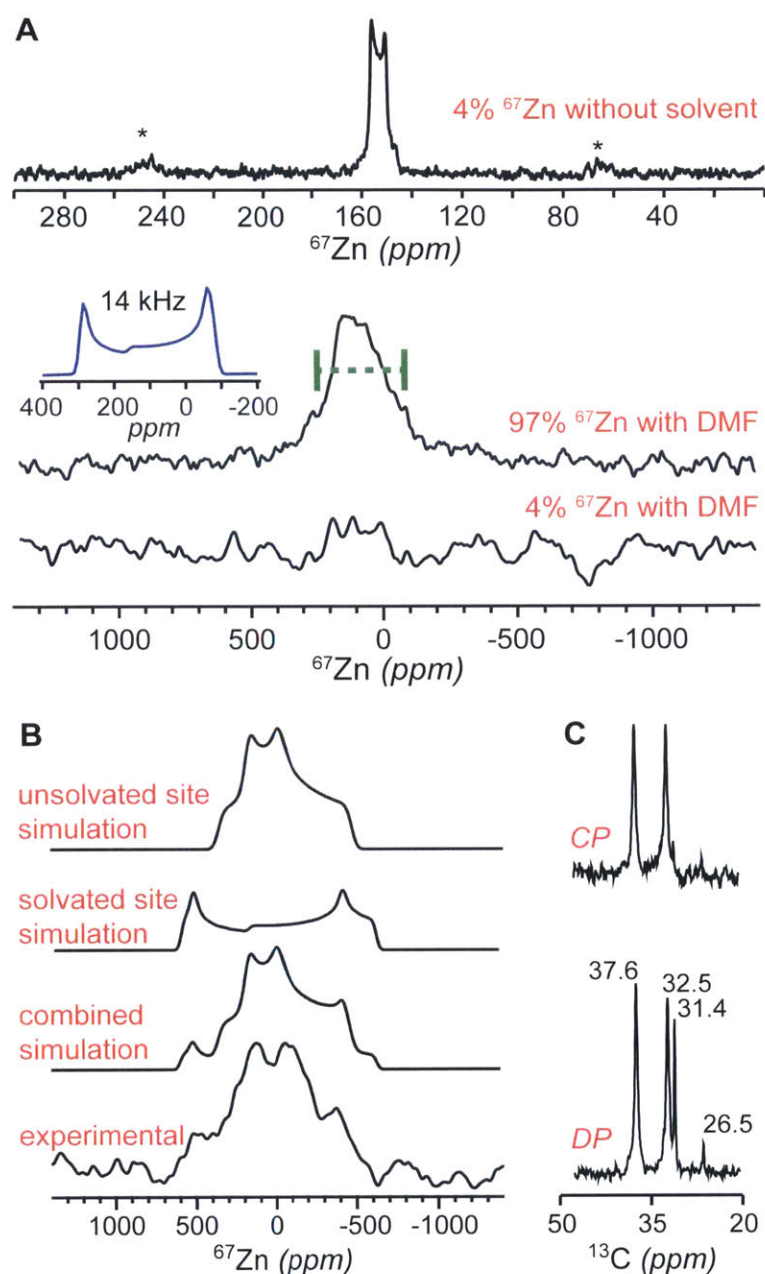 A
4% ⁶⁷Zn without solvent
* *
280 240 200 160 120 80 40
⁶⁷Zn (ppm)
14 kHz
400 200 0 -200
ppm
97% ⁶⁷Zn with DMF
4% ⁶⁷Zn with DMF
1000 500 0 -500 -1000
⁶⁷Zn (ppm)
B
unsolvated site
simulation
solvated site
simulation
combined
simulation
experimental
1000 500 0 -500 -1000
⁶⁷Zn (ppm)
C
CP
37.6 32.5
31.4
26.5
DP
50 35 20
¹³C (ppm)